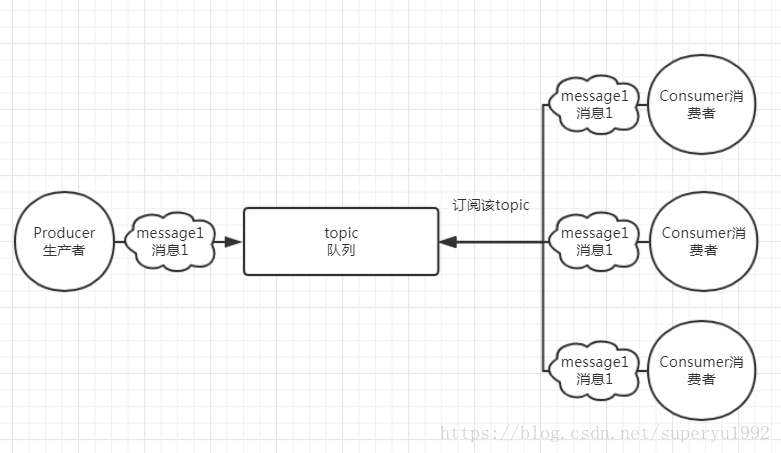 message1
消息1
Consumer消
费者
订阅该topic
Producer
生产者
message1
消息1
topic
队列
message1
消息1
Consumer消
费者
message1
消息1
Consumer消
费者
https://blog.csdn.net/superyu1992